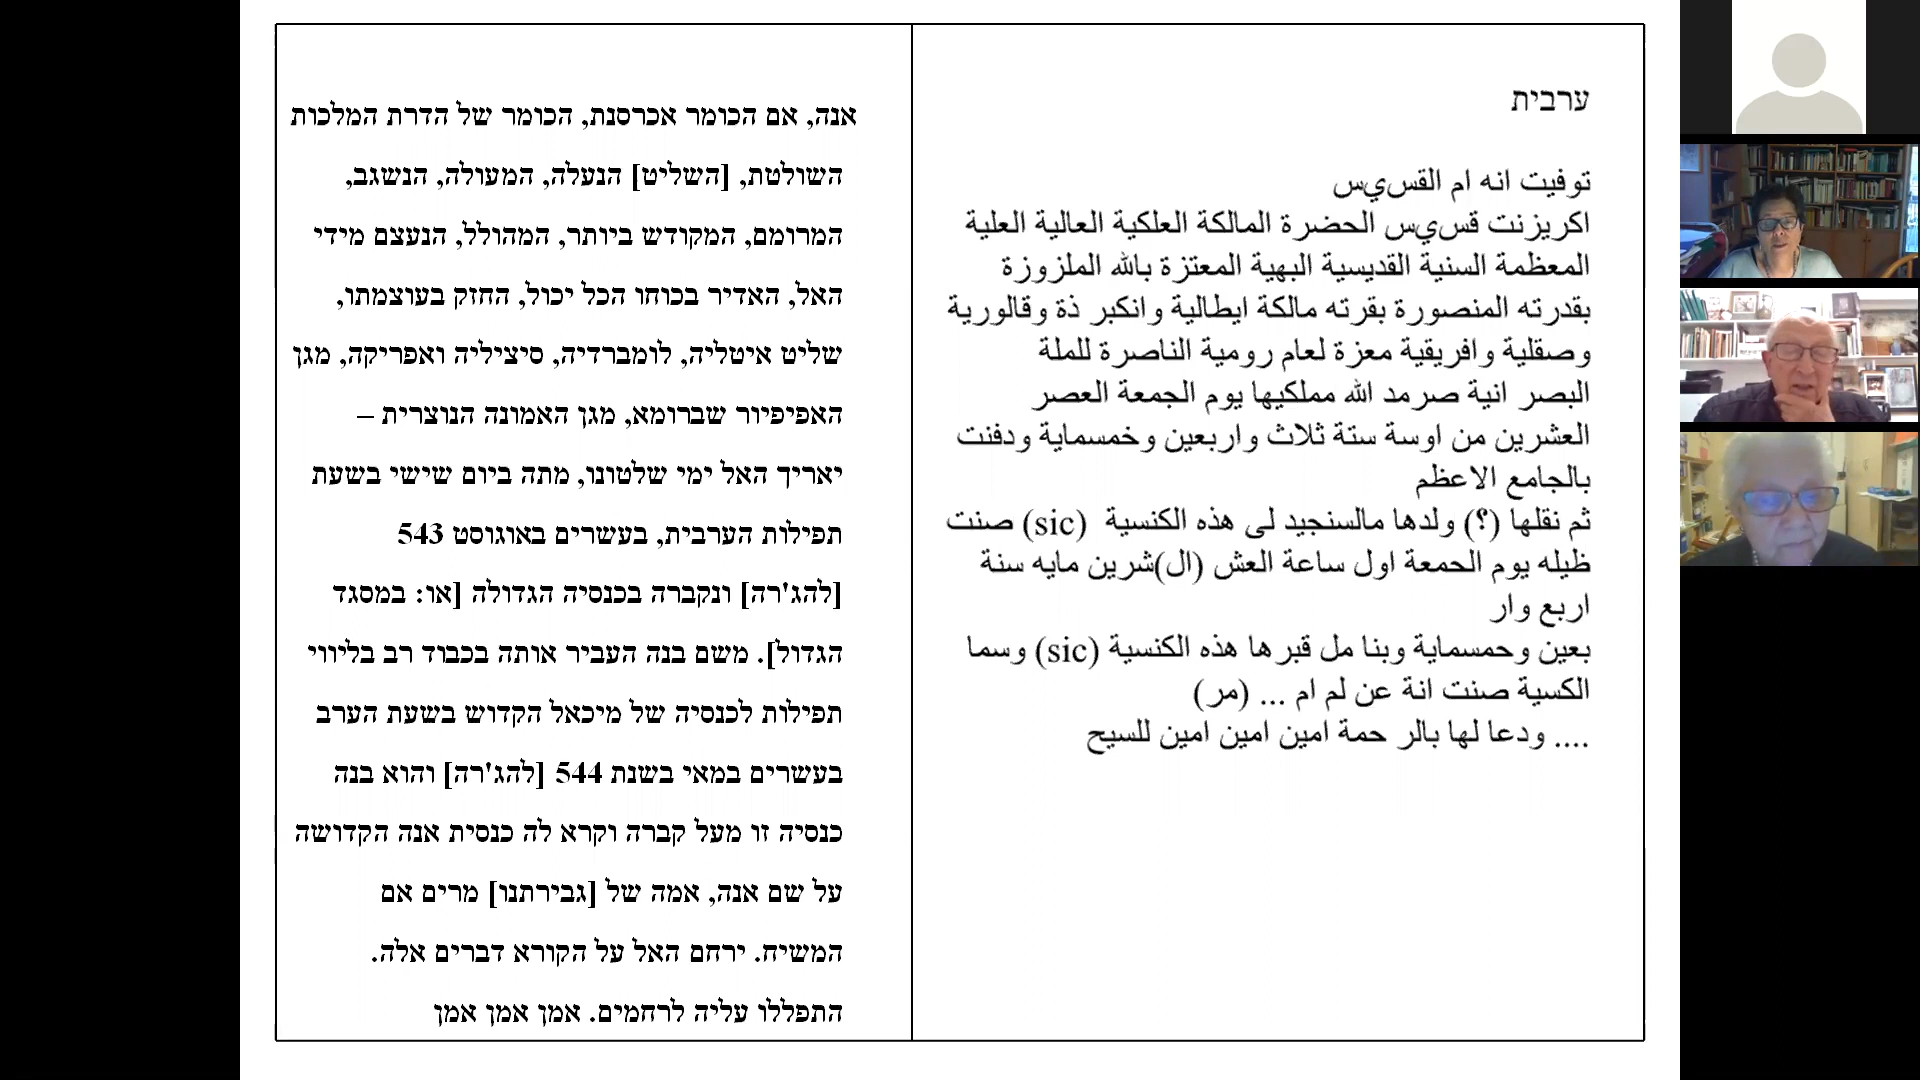 ערבית
توفيت انه ام القسيس
اكريزنت قسيس الحضرة المالكة العلكية العالية العلية
المعظمة السنية القديسية البهية المعتزة بالله الملزوزة
بقدرته المنصورة بقرته مالكة ايطالية وانكبر ذة وقالورية
وصقلية وافريقية معزة لعام رومية الناصرة للملة
البصر انية صرمد الله مملكيها يوم الجمعة العصر
العشرين من اوسة ستة ثلاث واربعين وخمسماية ودفنت
بالجامع الاعظم
ثم نقلها (؟) ولدها مالسنجيد لى هذه الكنسية (sic) صنت
ظيله يوم الحمعة اول ساعة العش (ال)شرين مايه سنة
اربع وار
بعين وحمسماية وبنا مل قبرها هذه الكنسية (sic) وسما
الكسية صنت انة عن لم ام ... (مر)
.... ودعا لها بالر حمة امين امين امين للسيح
אנה, אם הכומר אכרסנת, הכומר של הדרת המלכות
השולטת, [השליט] הנעלה, המעולה, הנשגב,
המרומם, המקודש ביותר, המהולל, הנעצם מידי
האל, האדיר בכוחו הכל יכול, החזק בעוצמתו,
שליט איטליה, לומברדיה, סיציליה ואפריקה, מגן
האפיפיור שברומא, מגן האמונה הנוצרית –
יאריך האל ימי שלטונו, מתה ביום שישי בשעת
תפילות הערבית, בעשרים באוגוסט 543
[להג'רה] ונקברה בכנסיה הגדולה [או: במסגד
הגדול]. משם בנה העביר אותה בכבוד רב בליווי
תפילות לכנסיה של מיכאל הקדוש בשעת הערב
בעשרים במאי בשנת 544 [להג'רה] והוא בנה
כנסיה זו מעל קברה וקרא לה כנסית אנה הקדושה
על שם אנה, אמה של [גבירתנו] מרים אם
המשיח. ירחם האל על הקורא דברים אלה.
התפללו עליה לרחמים. אמן אמן אמן